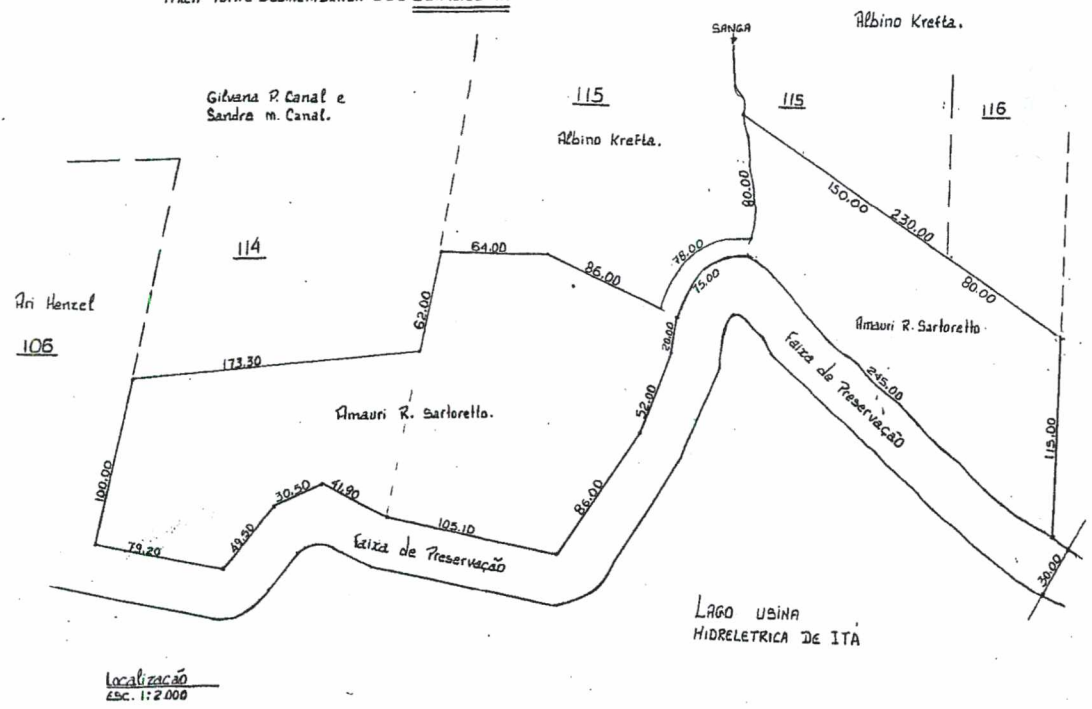 SANGA
Albino Krefta.
Gilvana P. Canal e
Sandra m. Canal.
115
115
116
Albino Krefta.
80.00
150.00
230.00
80.00
114
64.00
86.00
78.00
75.00
Ari Henzel
106
62.00
173.30
20.00
Amauri R. Sartoretto.
Faixa de Preservação
245.00
Amauri R. Sartoretto.
52.00
115.00
100.00
30.50
41.90
86.00
79.20
49.50
105.10
Faixa de Preservação
30.00
LAGO USINA
HIDRELETRICA DE ITÁ
Localização
ESC. 1:2000